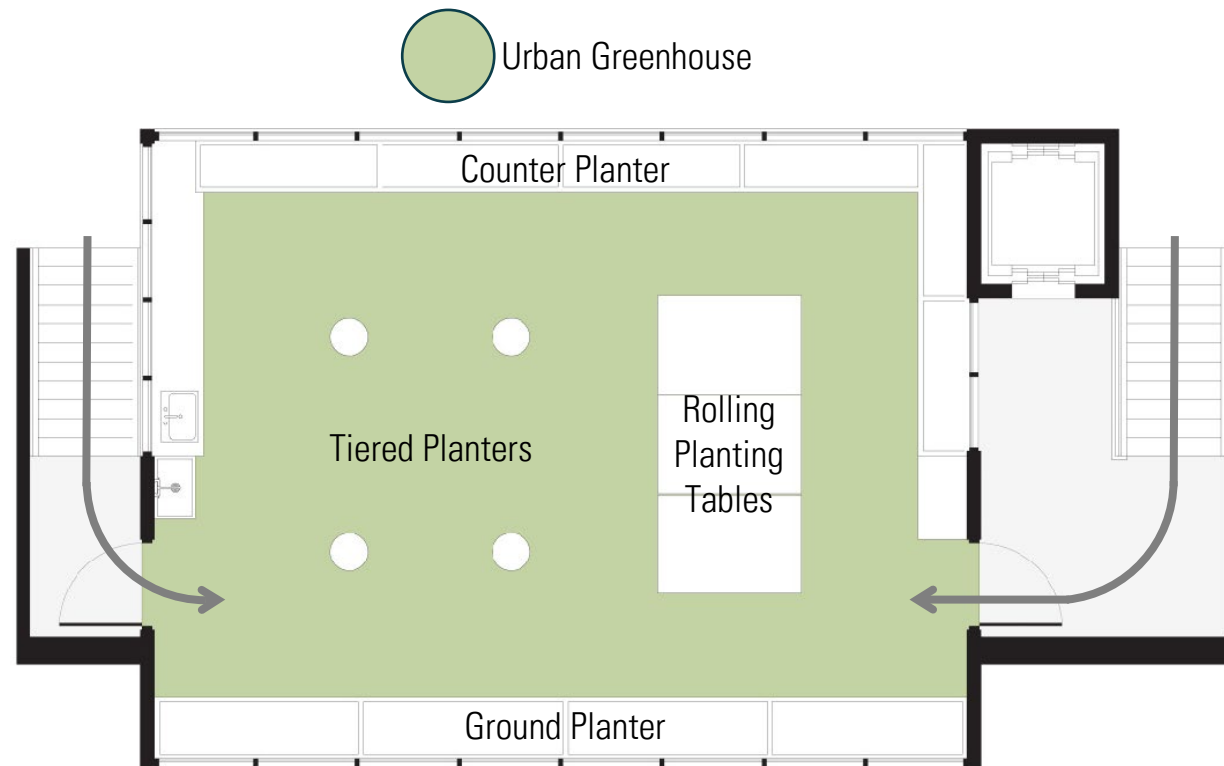 Urban Greenhouse
Counter Planter
Tiered Planters
Rolling
Planting
Tables
Ground Planter